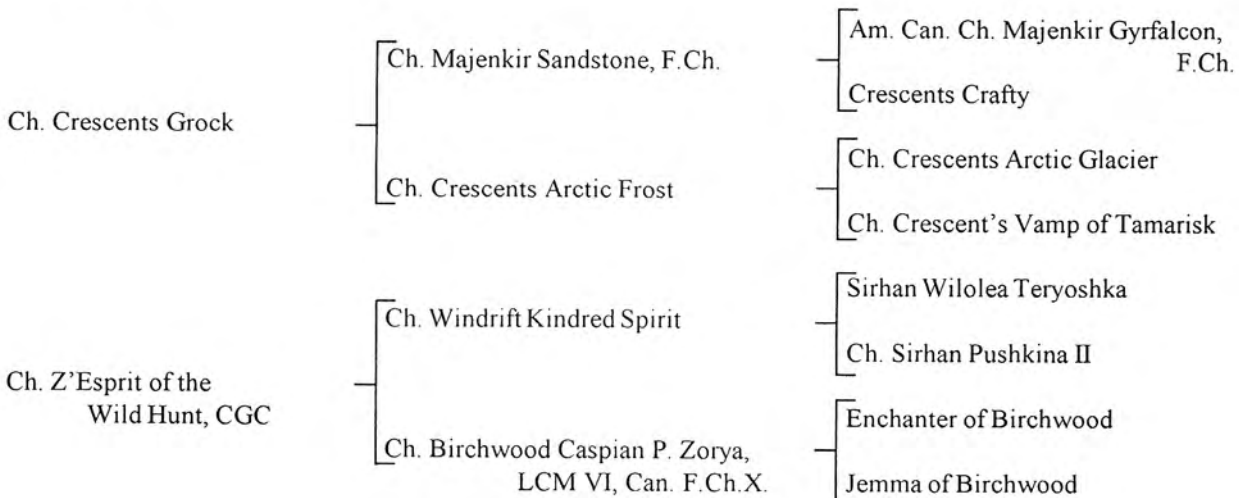 Am. Can. Ch. Majenkir Gyrfalcon,
F.Ch.
Ch. Majenkir Sandstone, F.Ch.
Crescents Crafty
Ch. Crescents Grock
Ch. Crescents Arctic Glacier
Ch. Crescents Arctic Frost
Ch. Crescent's Vamp of Tamarisk
Sirhan Wilolea Teryoshka
Ch. Windrift Kindred Spirit
Ch. Sirhan Pushkina II
Ch. Z'Esprit of the
Wild Hunt, CGC
Enchanter of Birchwood
Ch. Birchwood Caspian P. Zorya,
LCM VI, Can. F.Ch.X.
Jemma of Birchwood